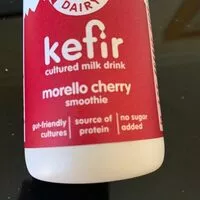 DAIRY
kefir
cultured milk drink
morello cherry
smoothie
gut-friendly cultures | source of protein | no sugar added